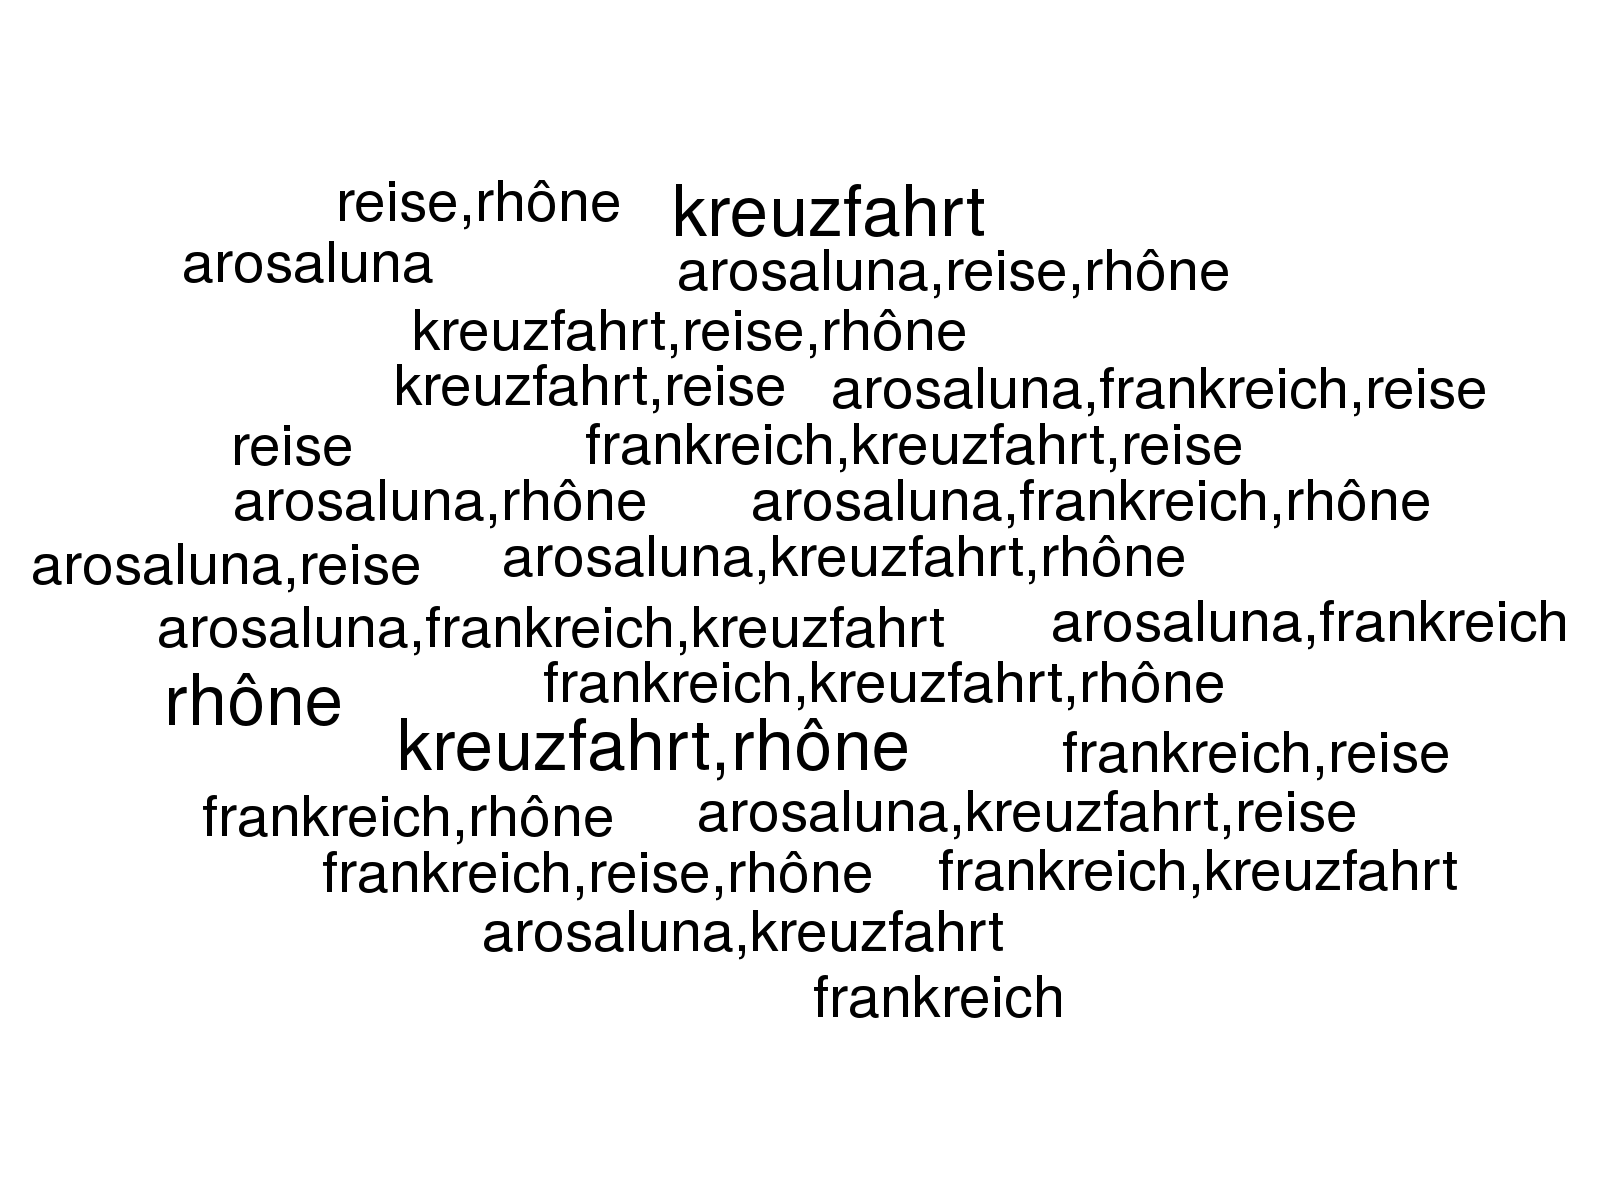 reise,rhône
kreuzfahrt
arosaluna
arosaluna,reise,rhône
kreuzfahrt,reise,rhône
kreuzfahrt,reise
arosaluna,frankreich,reise
reise
frankreich,kreuzfahrt,reise
arosaluna,rhône
arosaluna,frankreich,rhône
arosaluna,reise
arosaluna,kreuzfahrt,rhône
arosaluna,frankreich,kreuzfahrt
arosaluna,frankreich
rhône
frankreich,kreuzfahrt,rhône
kreuzfahrt,rhône
frankreich,reise
frankreich,rhône
arosaluna,kreuzfahrt,reise
frankreich,reise,rhône
frankreich,kreuzfahrt
arosaluna,kreuzfahrt
frankreich